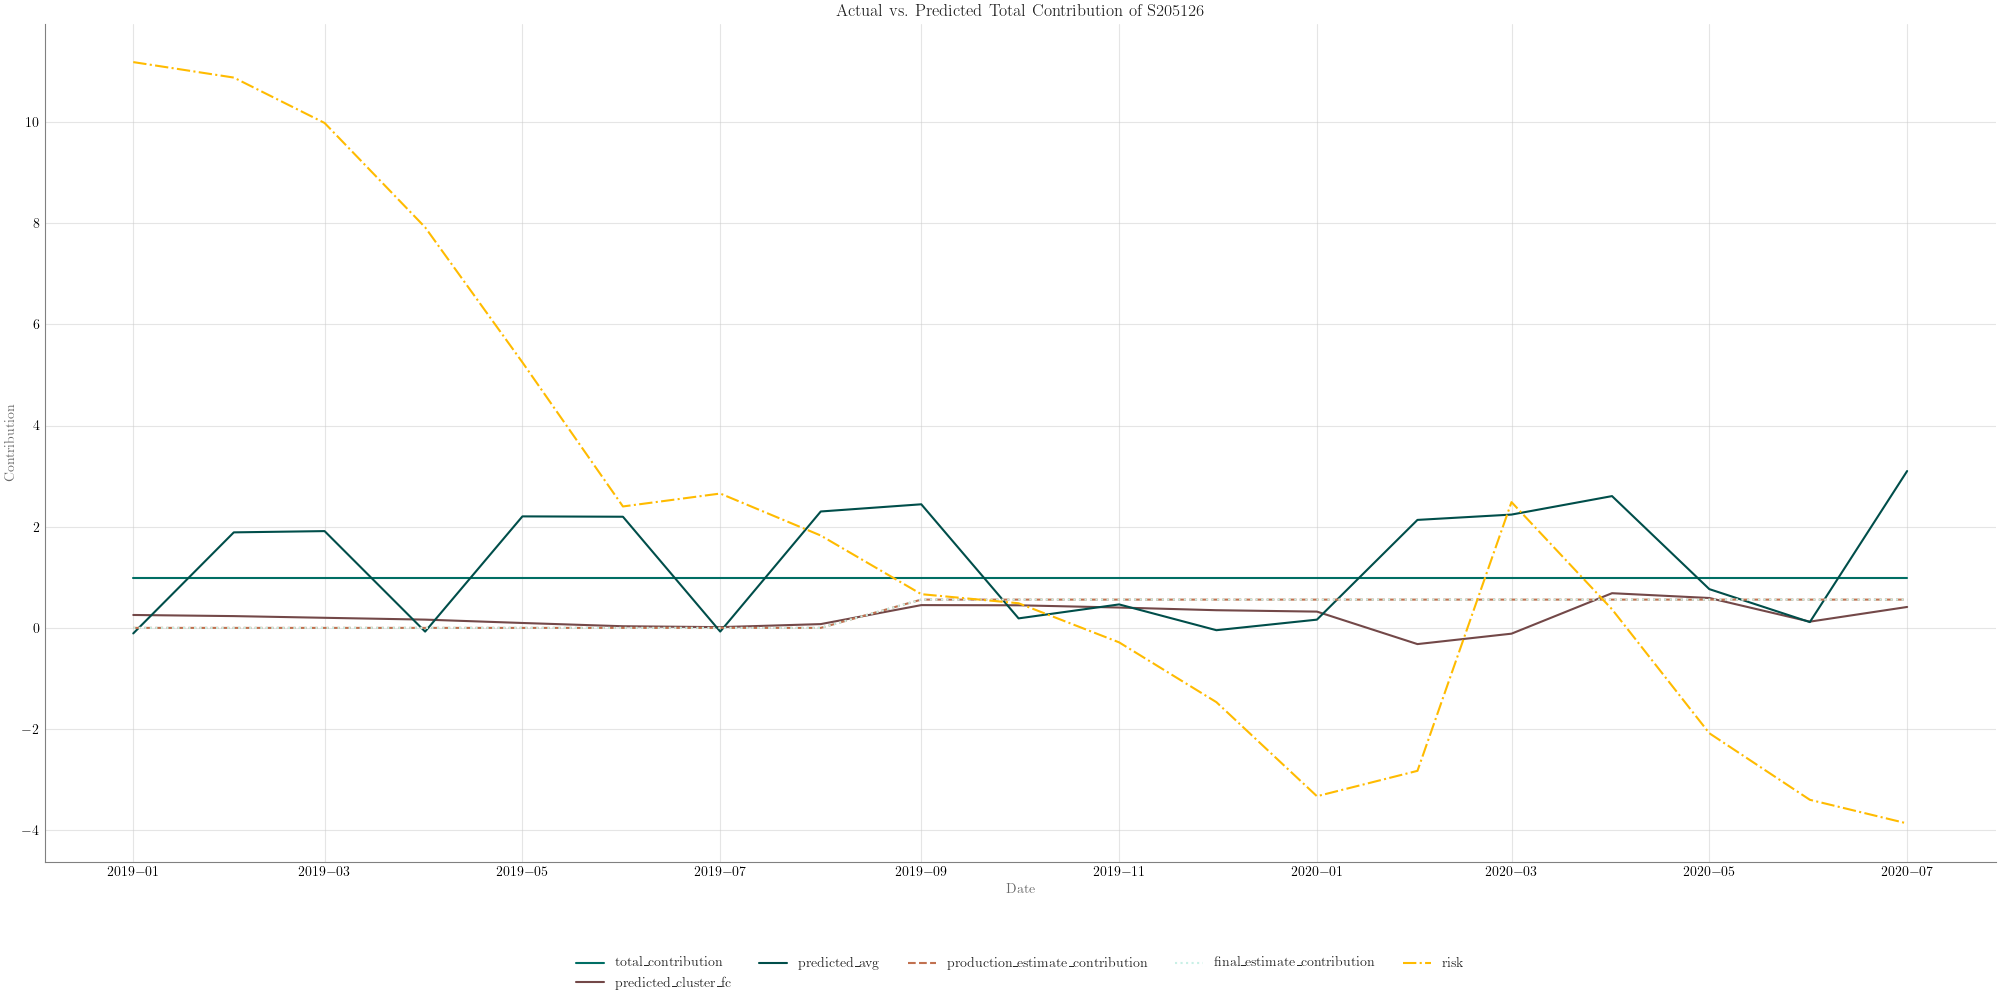 Actual vs. Predicted Total Contribution of S205126
Contribution
10
8
6
4
2
0
−2
−4
2019−01 2019−03 2019−05 2019−07 2019−09 2019−11 2020−01 2020−03 2020−05 2020−07
Date
total_contribution predicted_avg production_estimate_contribution final_estimate_contribution risk
predicted_cluster_fc